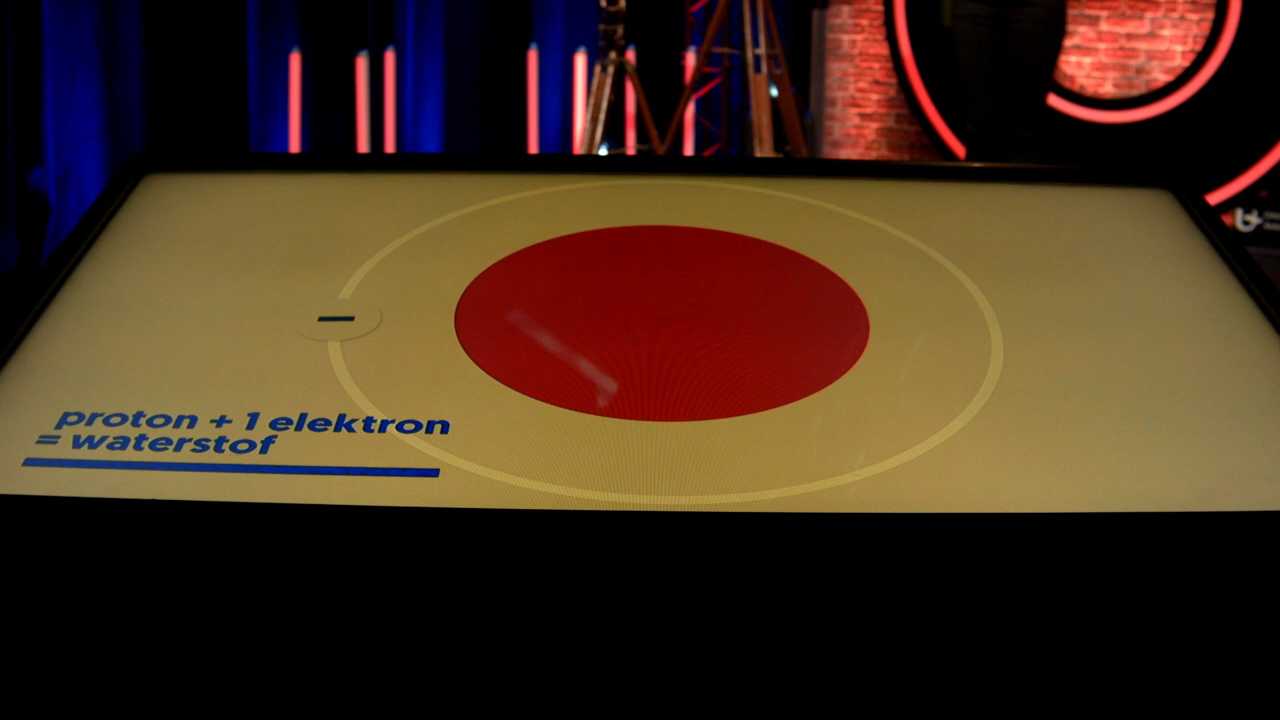 proton + 1 elektron
= waterstof